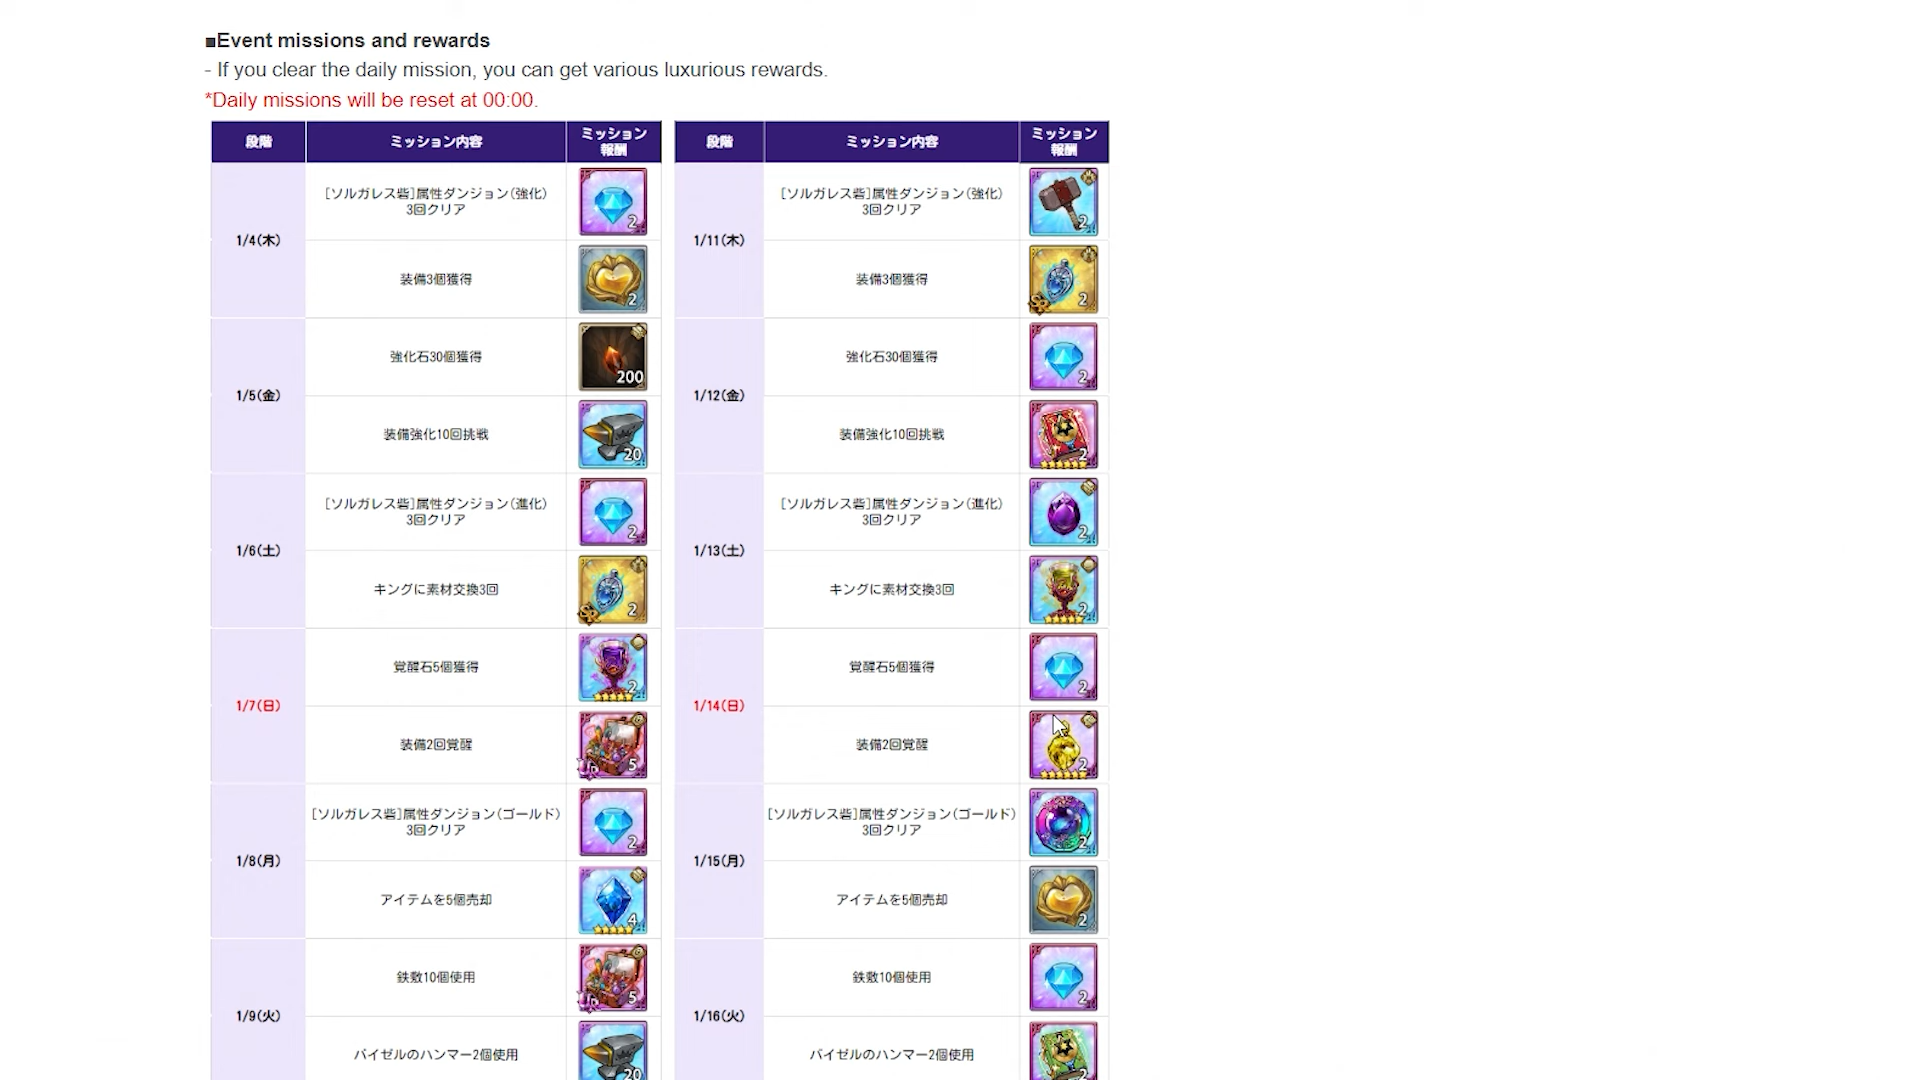 ■Event missions and rewards
- If you clear the daily mission, you can get various luxurious rewards.
*Daily missions will be reset at 00:00.
段階 ミッション内容 ミッション報酬 段階 ミッション内容 ミッション報酬
1/4(木)
[ソルガレス砦]属性ダンジョン(強化)
3回クリア
2
装備3個獲得
2
1/11(木)
[ソルガレス砦]属性ダンジョン(強化)
3回クリア
2
装備3個獲得
2
1/5(金)
強化石30個獲得
200
装備強化10回挑戦
20
1/12(金)
強化石30個獲得
2
装備強化10回挑戦
2
1/6(土)
[ソルガレス砦]属性ダンジョン(進化)
3回クリア
2
キングに素材交換3回
2
1/13(土)
[ソルガレス砦]属性ダンジョン(進化)
3回クリア
2
キングに素材交換3回
2
1/7(日)
覚醒石5個獲得
2
装備2回覚醒
5
1/14(日)
覚醒石5個獲得
2
装備2回覚醒
2
1/8(月)
[ソルガレス砦]属性ダンジョン(ゴールド)
3回クリア
2
アイテムを5個売却
4
1/15(月)
[ソルガレス砦]属性ダンジョン(ゴールド)
3回クリア
2
アイテムを5個売却
2
1/9(火)
鉄敷10個使用
5
バイゼルのハンマー2個使用
20
1/16(火)
鉄敷10個使用
2
バイゼルのハンマー2個使用
2